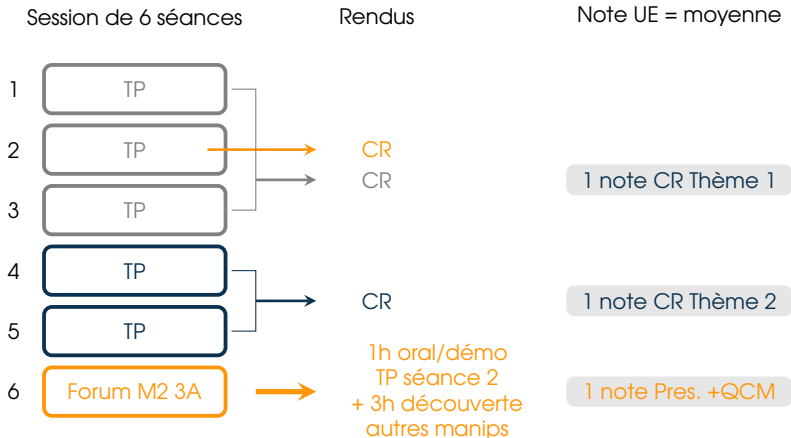 Session de 6 séances Rendus Note UE = moyenne
1 TP
2 TP CR
CR 1 note CR Thème 1
3 TP
4 TP
CR 1 note CR Thème 2
5 TP
1h oral/démo
TP séance 2
6 Forum M2 3A 1 note Pres. +QCM
+ 3h découverte
autres manips